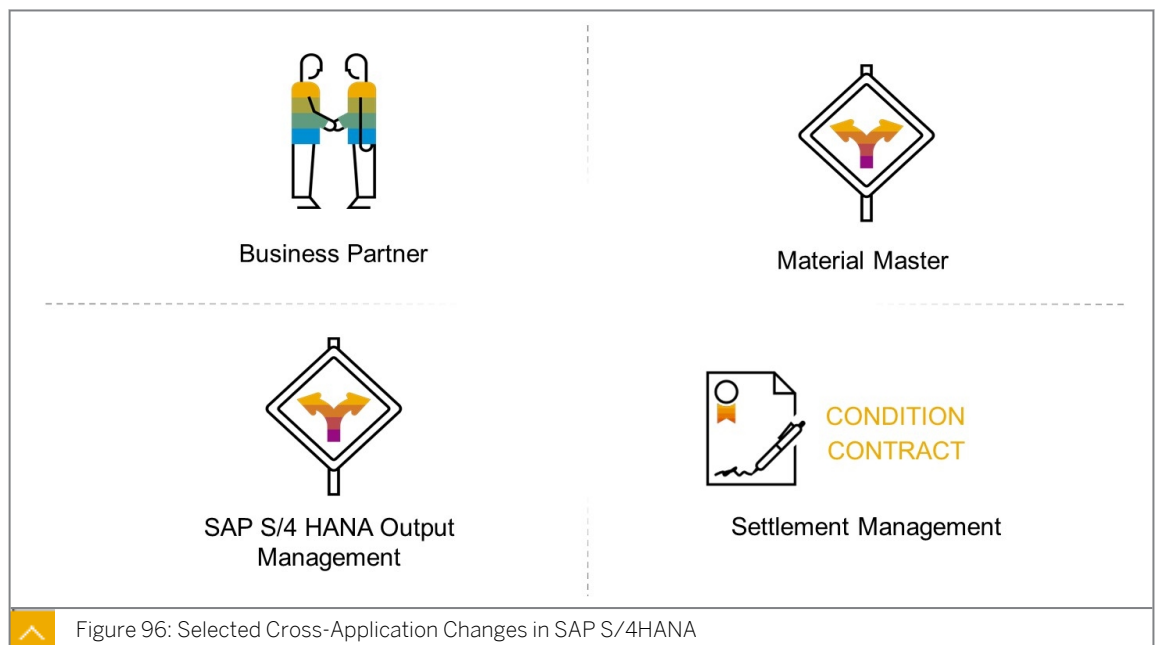 Business Partner
Material Master
SAP S/4 HANA Output
Management
CONDITION
CONTRACT
Settlement Management
Figure 96: Selected Cross-Application Changes in SAP S/4HANA